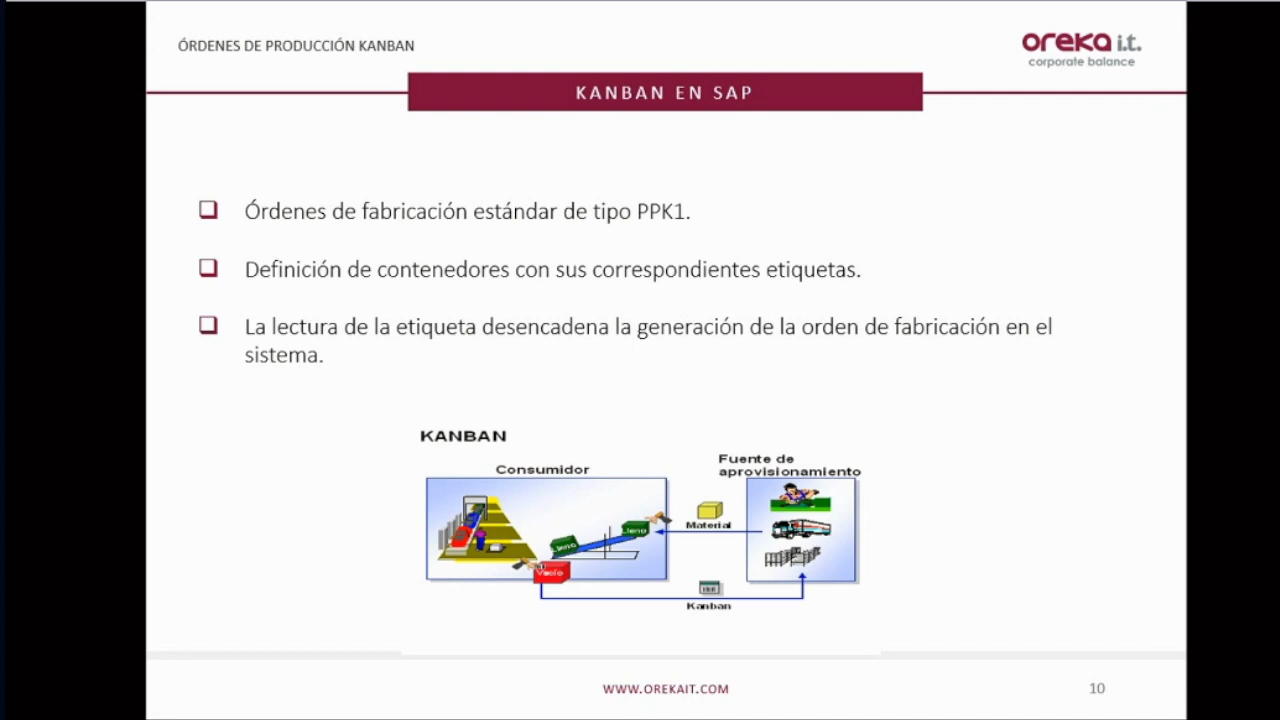 ÓRDENES DE PRODUCCIÓN KANBAN
oreka i.t.
corporate balance
KANBAN EN SAP
Órdenes de fabricación estándar de tipo PPK1.
Definición de contenedores con sus correspondientes etiquetas.
La lectura de la etiqueta desencadena la generación de la orden de fabricación en el
sistema.
KANBAN
Consumidor
Fuente de
aprovisionamiento
Lleno
Lleno
Material
Vacío
Kanban
WWW.OREKAIT.COM
10